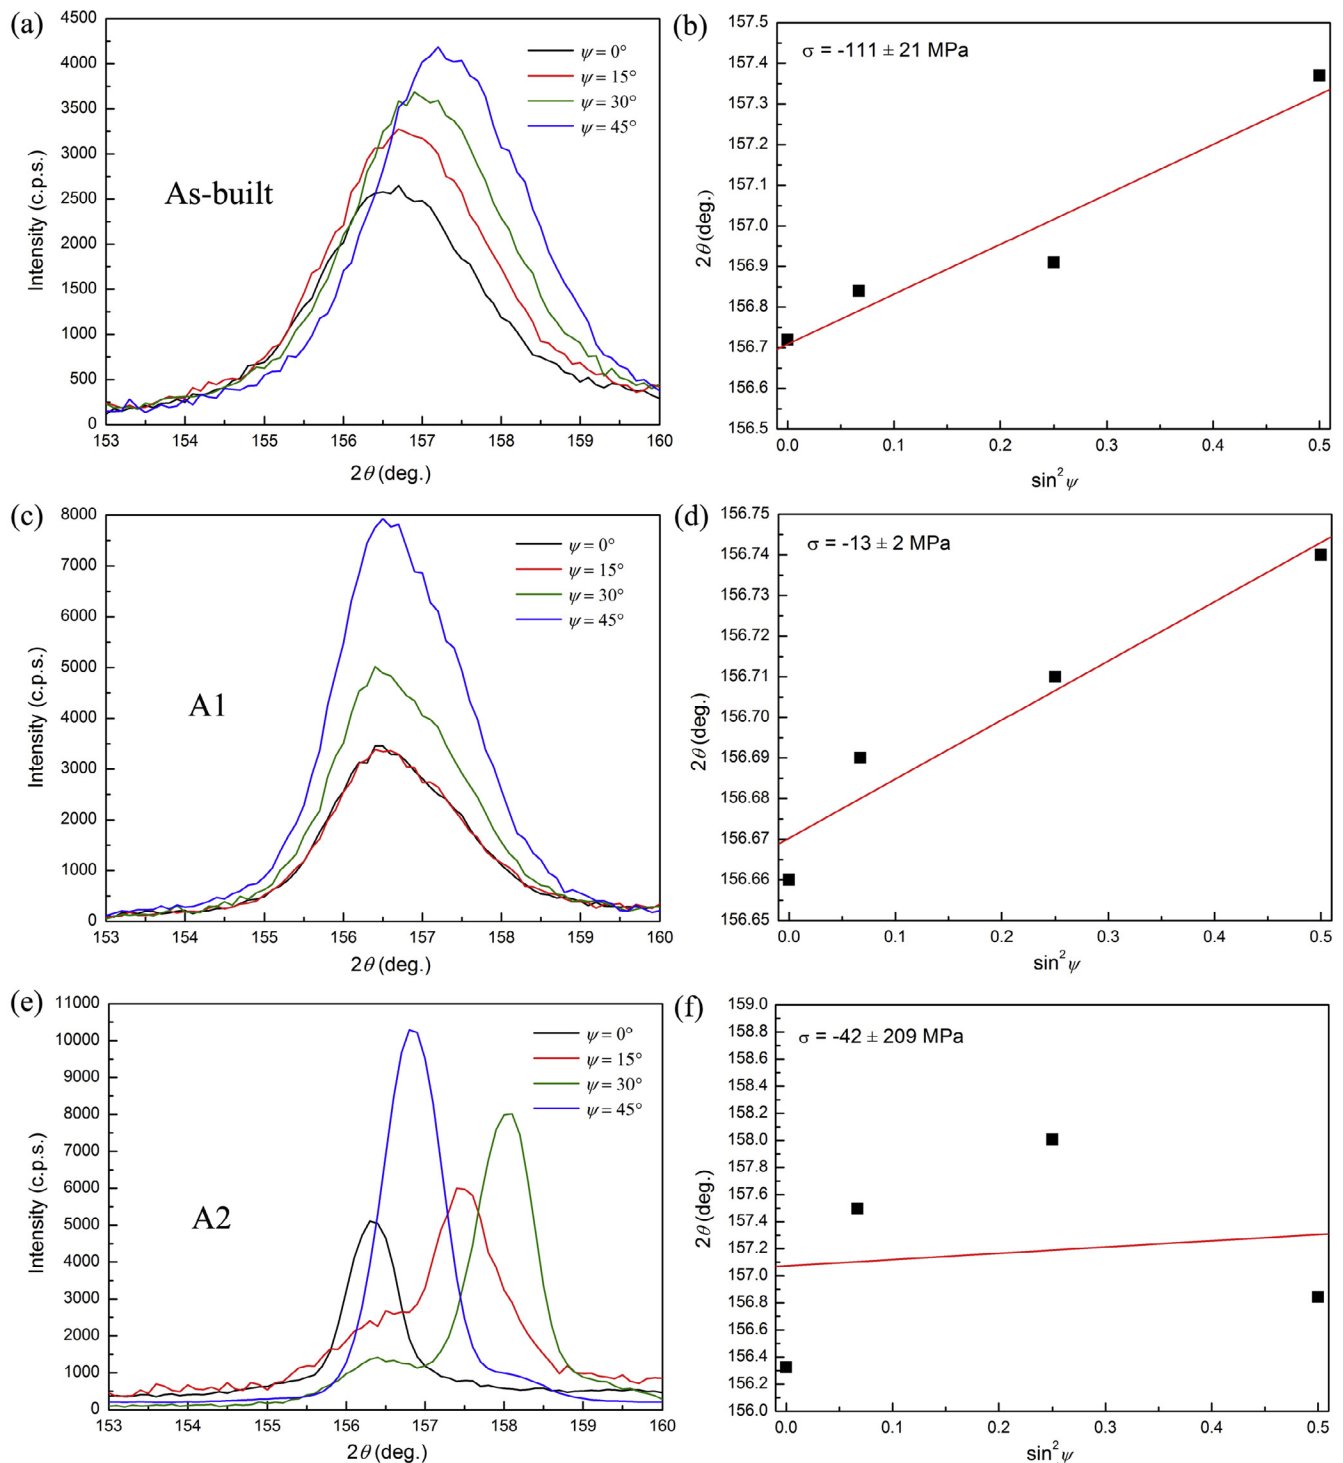 (a)
4500
4000
3500
3000
2500
2000
1500
1000
500
0
Intensity (c.p.s.)
As-built
ψ = 0°
ψ = 15°
ψ = 30°
ψ = 45°
153 154 155 156 157 158 159 160
2θ (deg.)
(b)
157.5
157.4
157.3
157.2
157.1
157.0
156.9
156.8
156.7
156.6
156.5
2θ (deg.)
σ = -111 ± 21 MPa
0.0 0.1 0.2 0.3 0.4 0.5
sin²ψ
(c)
8000
7000
6000
5000
4000
3000
2000
1000
0
Intensity (c.p.s.)
A1
ψ = 0°
ψ = 15°
ψ = 30°
ψ = 45°
153 154 155 156 157 158 159 160
2θ (deg.)
(d)
156.75
156.74
156.73
156.72
156.71
156.70
156.69
156.68
156.67
156.66
156.65
2θ (deg.)
σ = -13 ± 2 MPa
0.0 0.1 0.2 0.3 0.4 0.5
sin²ψ
(e)
11000
10000
9000
8000
7000
6000
5000
4000
3000
2000
1000
0
Intensity (c.p.s.)
A2
ψ = 0°
ψ = 15°
ψ = 30°
ψ = 45°
153 154 155 156 157 158 159 160
2θ (deg.)
(f)
159.0
158.8
158.6
158.4
158.2
158.0
157.8
157.6
157.4
157.2
157.0
156.8
156.6
156.4
156.2
156.0
2θ (deg.)
σ = -42 ± 209 MPa
0.0 0.1 0.2 0.3 0.4 0.5
sin²ψ